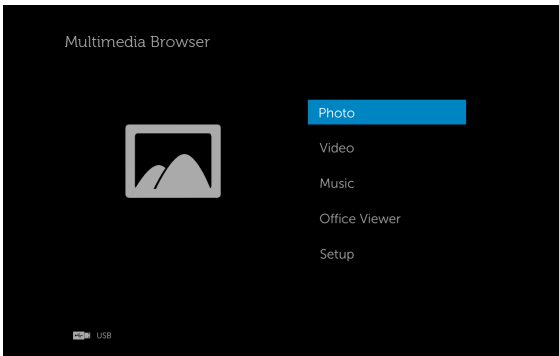 Multimedia Browser
Photo
Video
Music
Office Viewer
Setup
USB